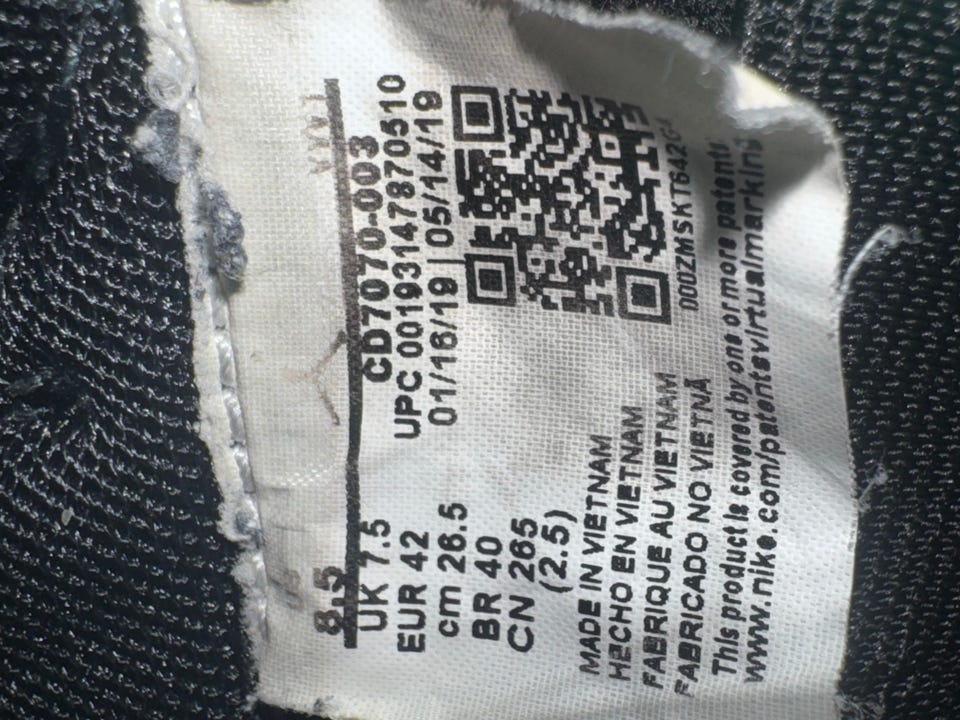 8.5
UK 7.5
EUR 42
cm 26.5
BR 40
CN 265
(2.5)
CD7070-003
UPC 00193147870510
01/16/19|05/14/19
000ZMSKT642G4
MADE IN VIETNAM
HECHO EN VIETNAM
FABRIQUE AU VIETNAM
FABRICADO NO VIETNÃ
This product is covered by one or more patents
www.nike.com/patentsvirtualmarking